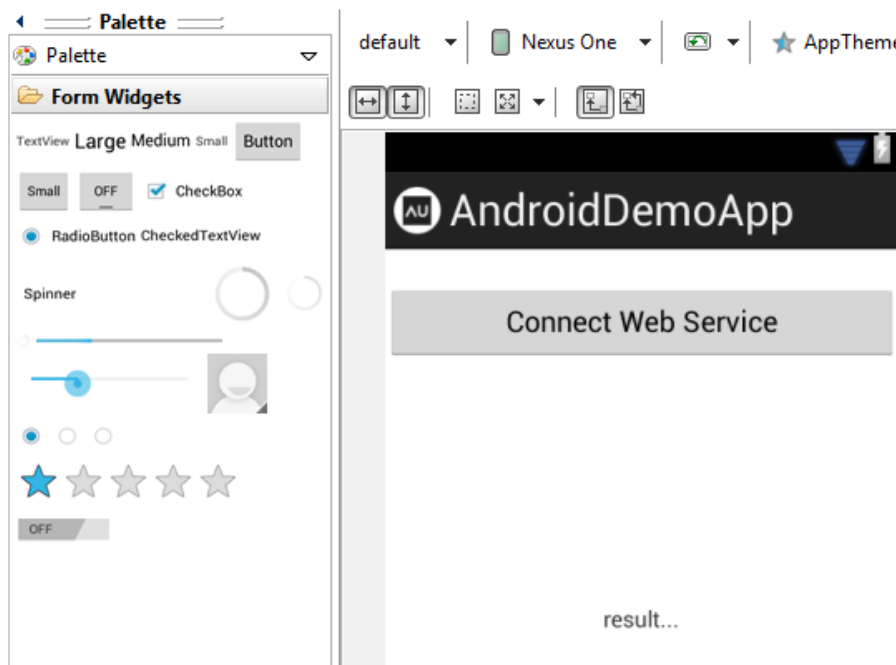 Palette
default Nexus One AppTheme
Palette
Form Widgets
TextView Large Medium Small Button
Small OFF CheckBox
RadioButton CheckedTextView
Spinner
OFF
AU AndroidDemoApp
Connect Web Service
result...